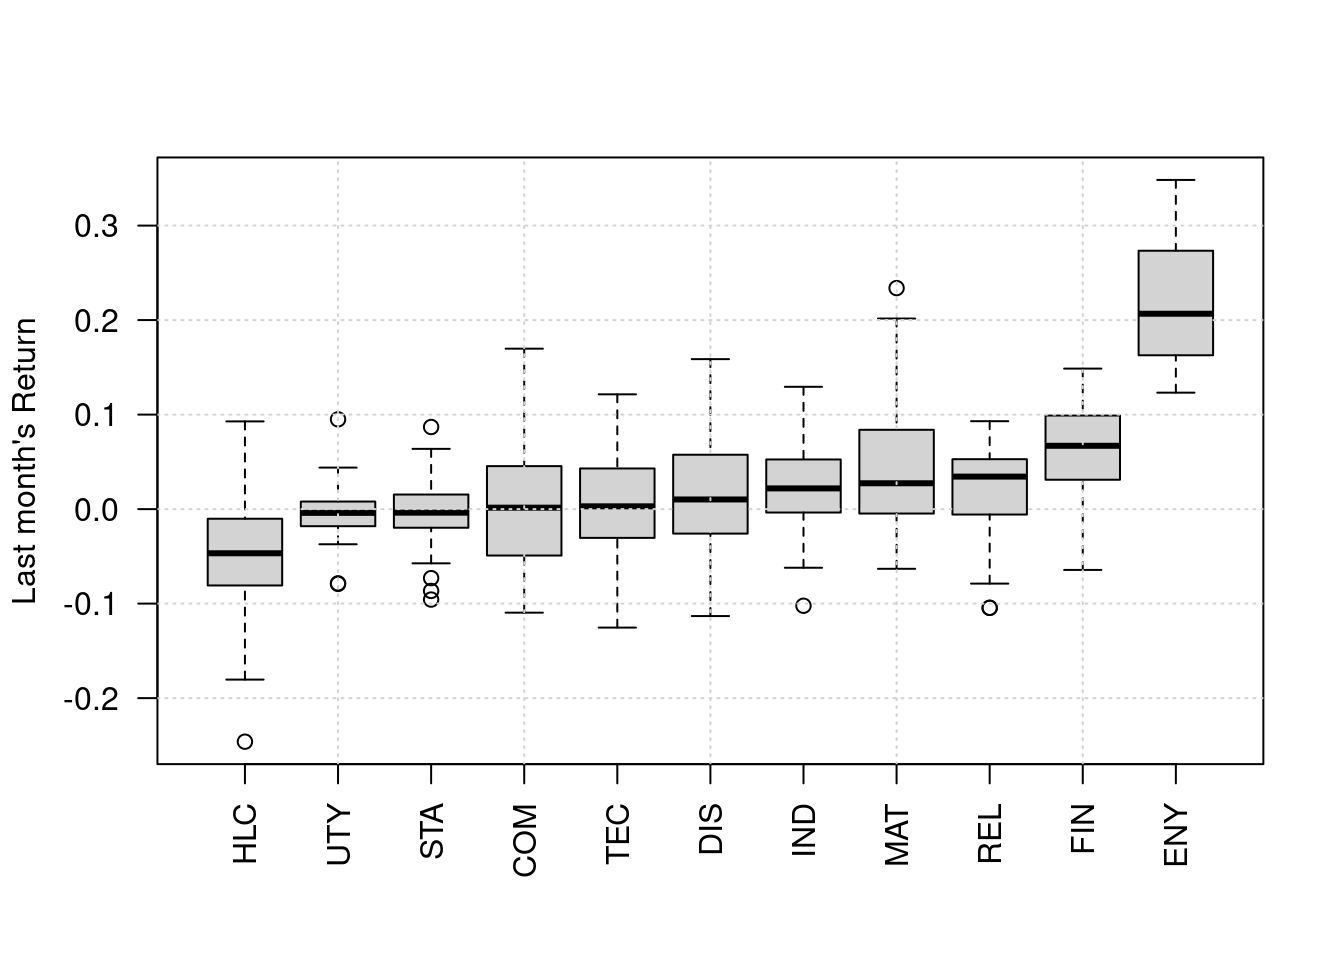 Last month's Return
0.3
0.2
0.1
0.0
-0.1
-0.2
HLC
UTY
STA
COM
TEC
DIS
IND
MAT
REL
FIN
ENY